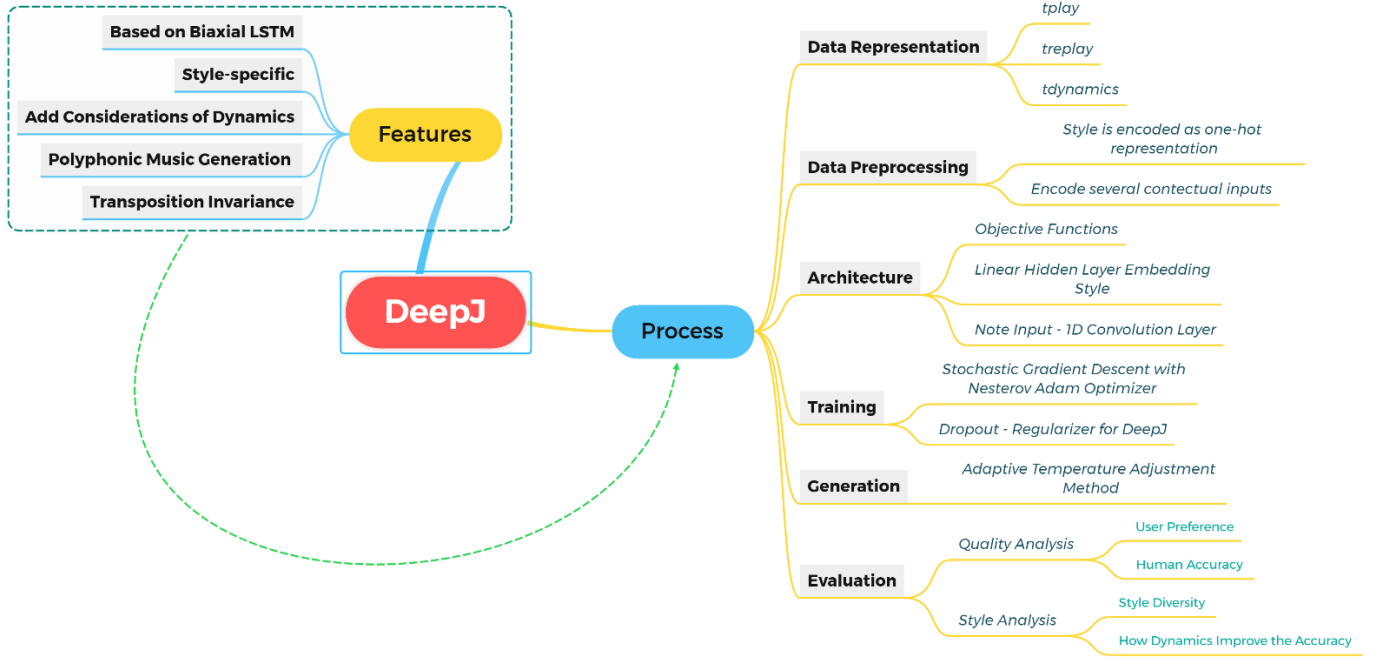 Based on Biaxial LSTM
Style-specific
Add Considerations of Dynamics
Polyphonic Music Generation
Transposition Invariance
Features
DeepJ
Process
Data Representation
tplay
treplay
tdynamics
Data Preprocessing
Style is encoded as one-hot
representation
Encode several contectual inputs
Architecture
Objective Functions
Linear Hidden Layer Embedding
Style
Note Input - 1D Convolution Layer
Training
Stochastic Gradient Descent with
Nesterov Adam Optimizer
Dropout - Regularizer for DeepJ
Generation
Adaptive Temperature Adjustment
Method
Evaluation
Quality Analysis
User Preference
Human Accuracy
Style Analysis
Style Diversity
How Dynamics Improve the Accuracy